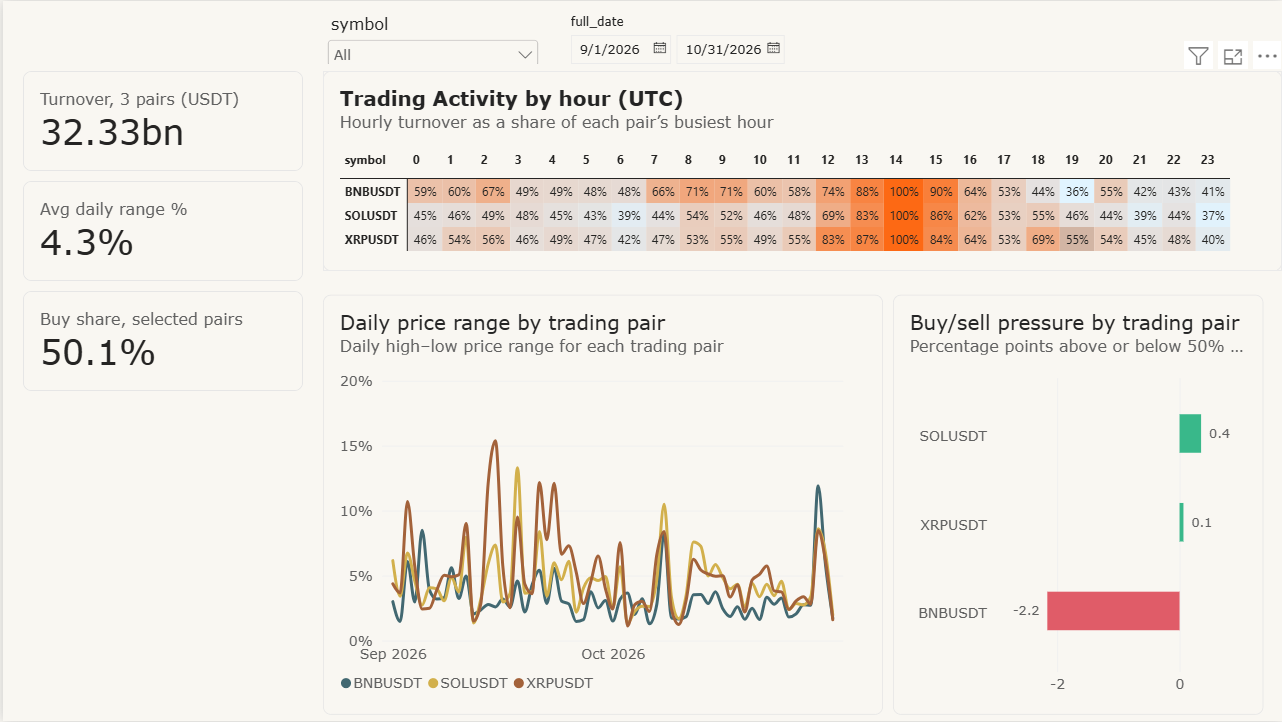 symbol
full_date
All
9/1/2026
10/31/2026
Turnover, 3 pairs (USDT)
32.33bn
Avg daily range %
4.3%
Buy share, selected pairs
50.1%
Trading Activity by hour (UTC)
Hourly turnover as a share of each pair’s busiest hour
symbol 0 1 2 3 4 5 6 7 8 9 10 11 12 13 14 15 16 17 18 19 20 21 22 23
BNBUSDT 59% 60% 67% 49% 49% 48% 48% 66% 71% 71% 60% 58% 74% 88% 100% 90% 64% 53% 44% 36% 55% 42% 43% 41%
SOLUSDT 45% 46% 49% 48% 45% 43% 39% 44% 54% 52% 46% 48% 69% 83% 100% 86% 62% 53% 55% 46% 44% 39% 44% 37%
XRPUSDT 46% 54% 56% 46% 49% 47% 42% 47% 53% 55% 49% 55% 83% 87% 100% 84% 64% 53% 69% 55% 54% 45% 48% 40%
Daily price range by trading pair
Daily high–low price range for each trading pair
20%
15%
10%
5%
0%
Sep 2026 Oct 2026
BNBUSDT SOLUSDT XRPUSDT
Buy/sell pressure by trading pair
Percentage points above or below 50% ...
SOLUSDT 0.4
XRPUSDT 0.1
BNBUSDT -2.2
-2 0